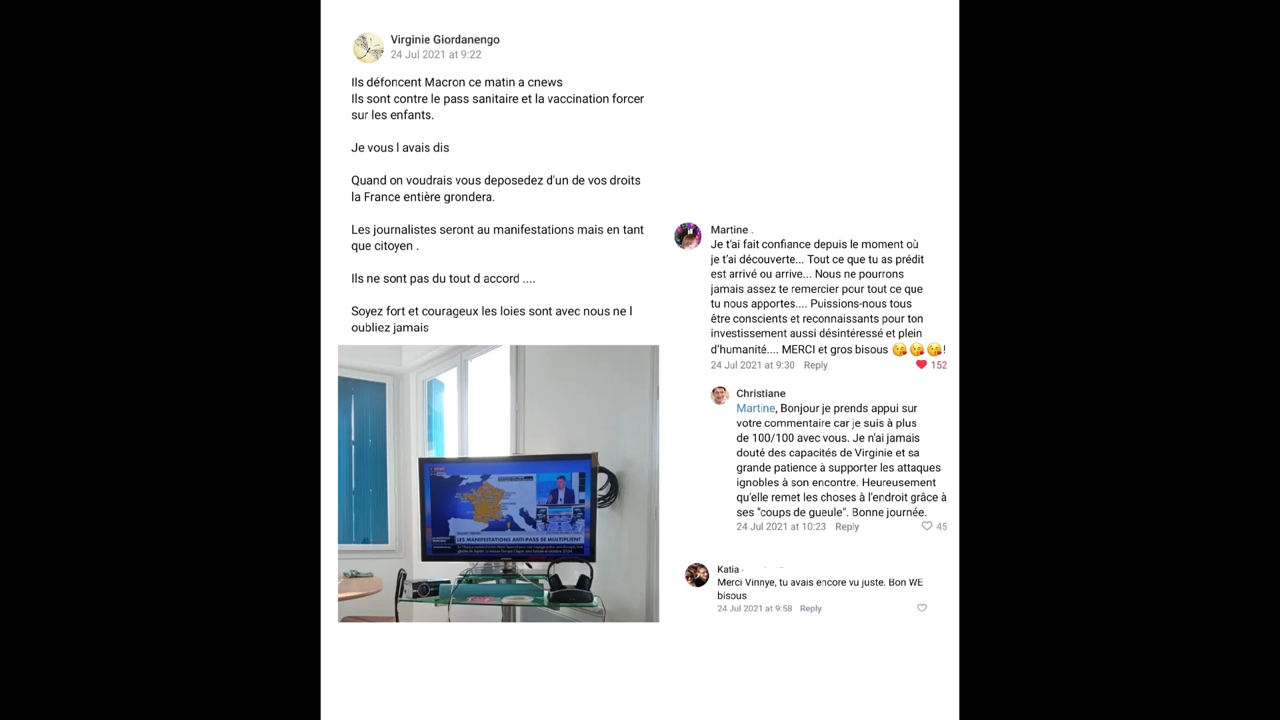 Virginie Giordanengo
24 Jul 2021 at 9:22
Ils défoncent Macron ce matin a cnews
Ils sont contre le pass sanitaire et la vaccination forcer
sur les enfants.
Je vous l avais dis
Quand on voudrais vous deposedez d'un de vos droits
la France entière grondera.
Les journalistes seront au manifestations mais en tant
que citoyen .
Ils ne sont pas du tout d accord ....
Soyez fort et courageux les loies sont avec nous ne l
oubliez jamais
LES MANIFESTATIONS ANTI-PASS SE MULTIPLIENT
Martine .
Je t'ai fait confiance depuis le moment où
je t'ai découverte... Tout ce que tu as prédit
est arrivé ou arrive... Nous ne pourrons
jamais assez te remercier pour tout ce que
tu nous apportes.... Puissions-nous tous
être conscients et reconnaissants pour ton
investissement aussi désintéressé et plein
d'humanité.... MERCI et gros bisous 😘😘😘!
24 Jul 2021 at 9:30 Reply 152
Christiane
Martine, Bonjour je prends appui sur
votre commentaire car je suis à plus
de 100/100 avec vous. Je n'ai jamais
douté des capacités de Virginie et sa
grande patience à supporter les attaques
ignobles à son encontre. Heureusement
qu'elle remet les choses à l'endroit grâce à
ses "coups de gueule". Bonne journée.
24 Jul 2021 at 10:23 Reply 45
Katia
Merci Vinnye, tu avais encore vu juste. Bon WE
bisous
24 Jul 2021 at 9:58 Reply